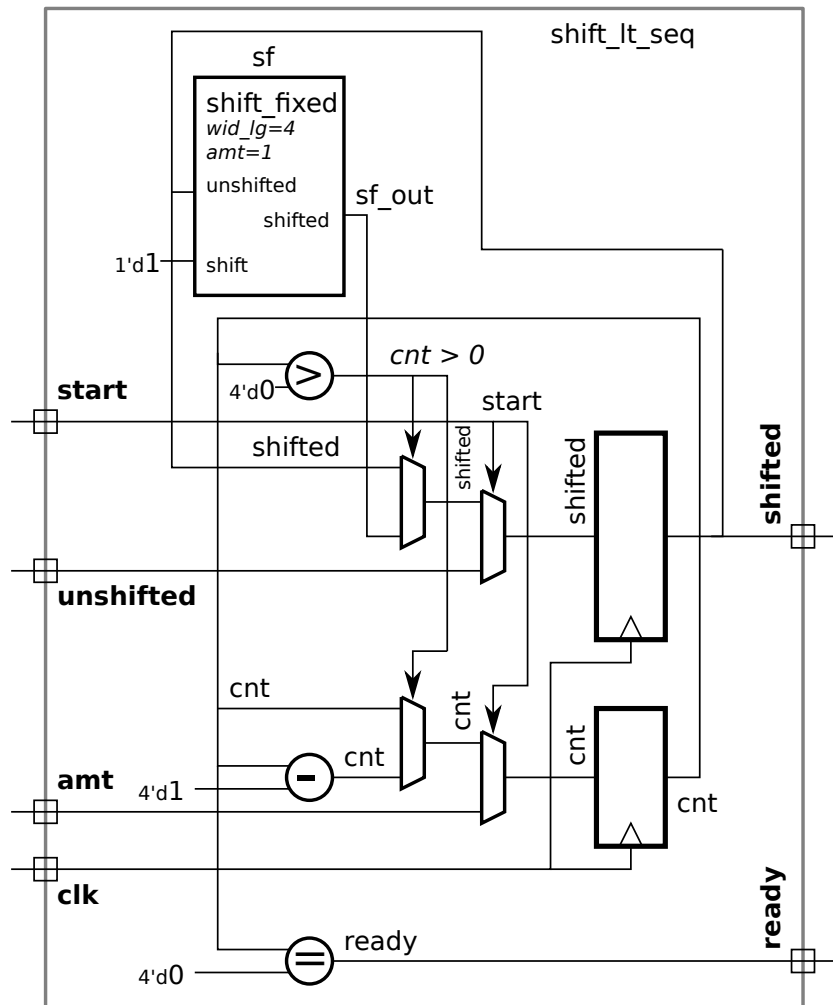 shift_lt_seq
sf
shift_fixed
wid_lg=4
amt=1
unshifted
sf_out
shifted
1'd1
shift
cnt > 0
>
4'd0
start
start
shifted
shifted
shifted
shifted
unshifted
cnt
cnt
cnt
cnt
-
amt
4'd1
cnt
clk
ready
ready
=
4'd0